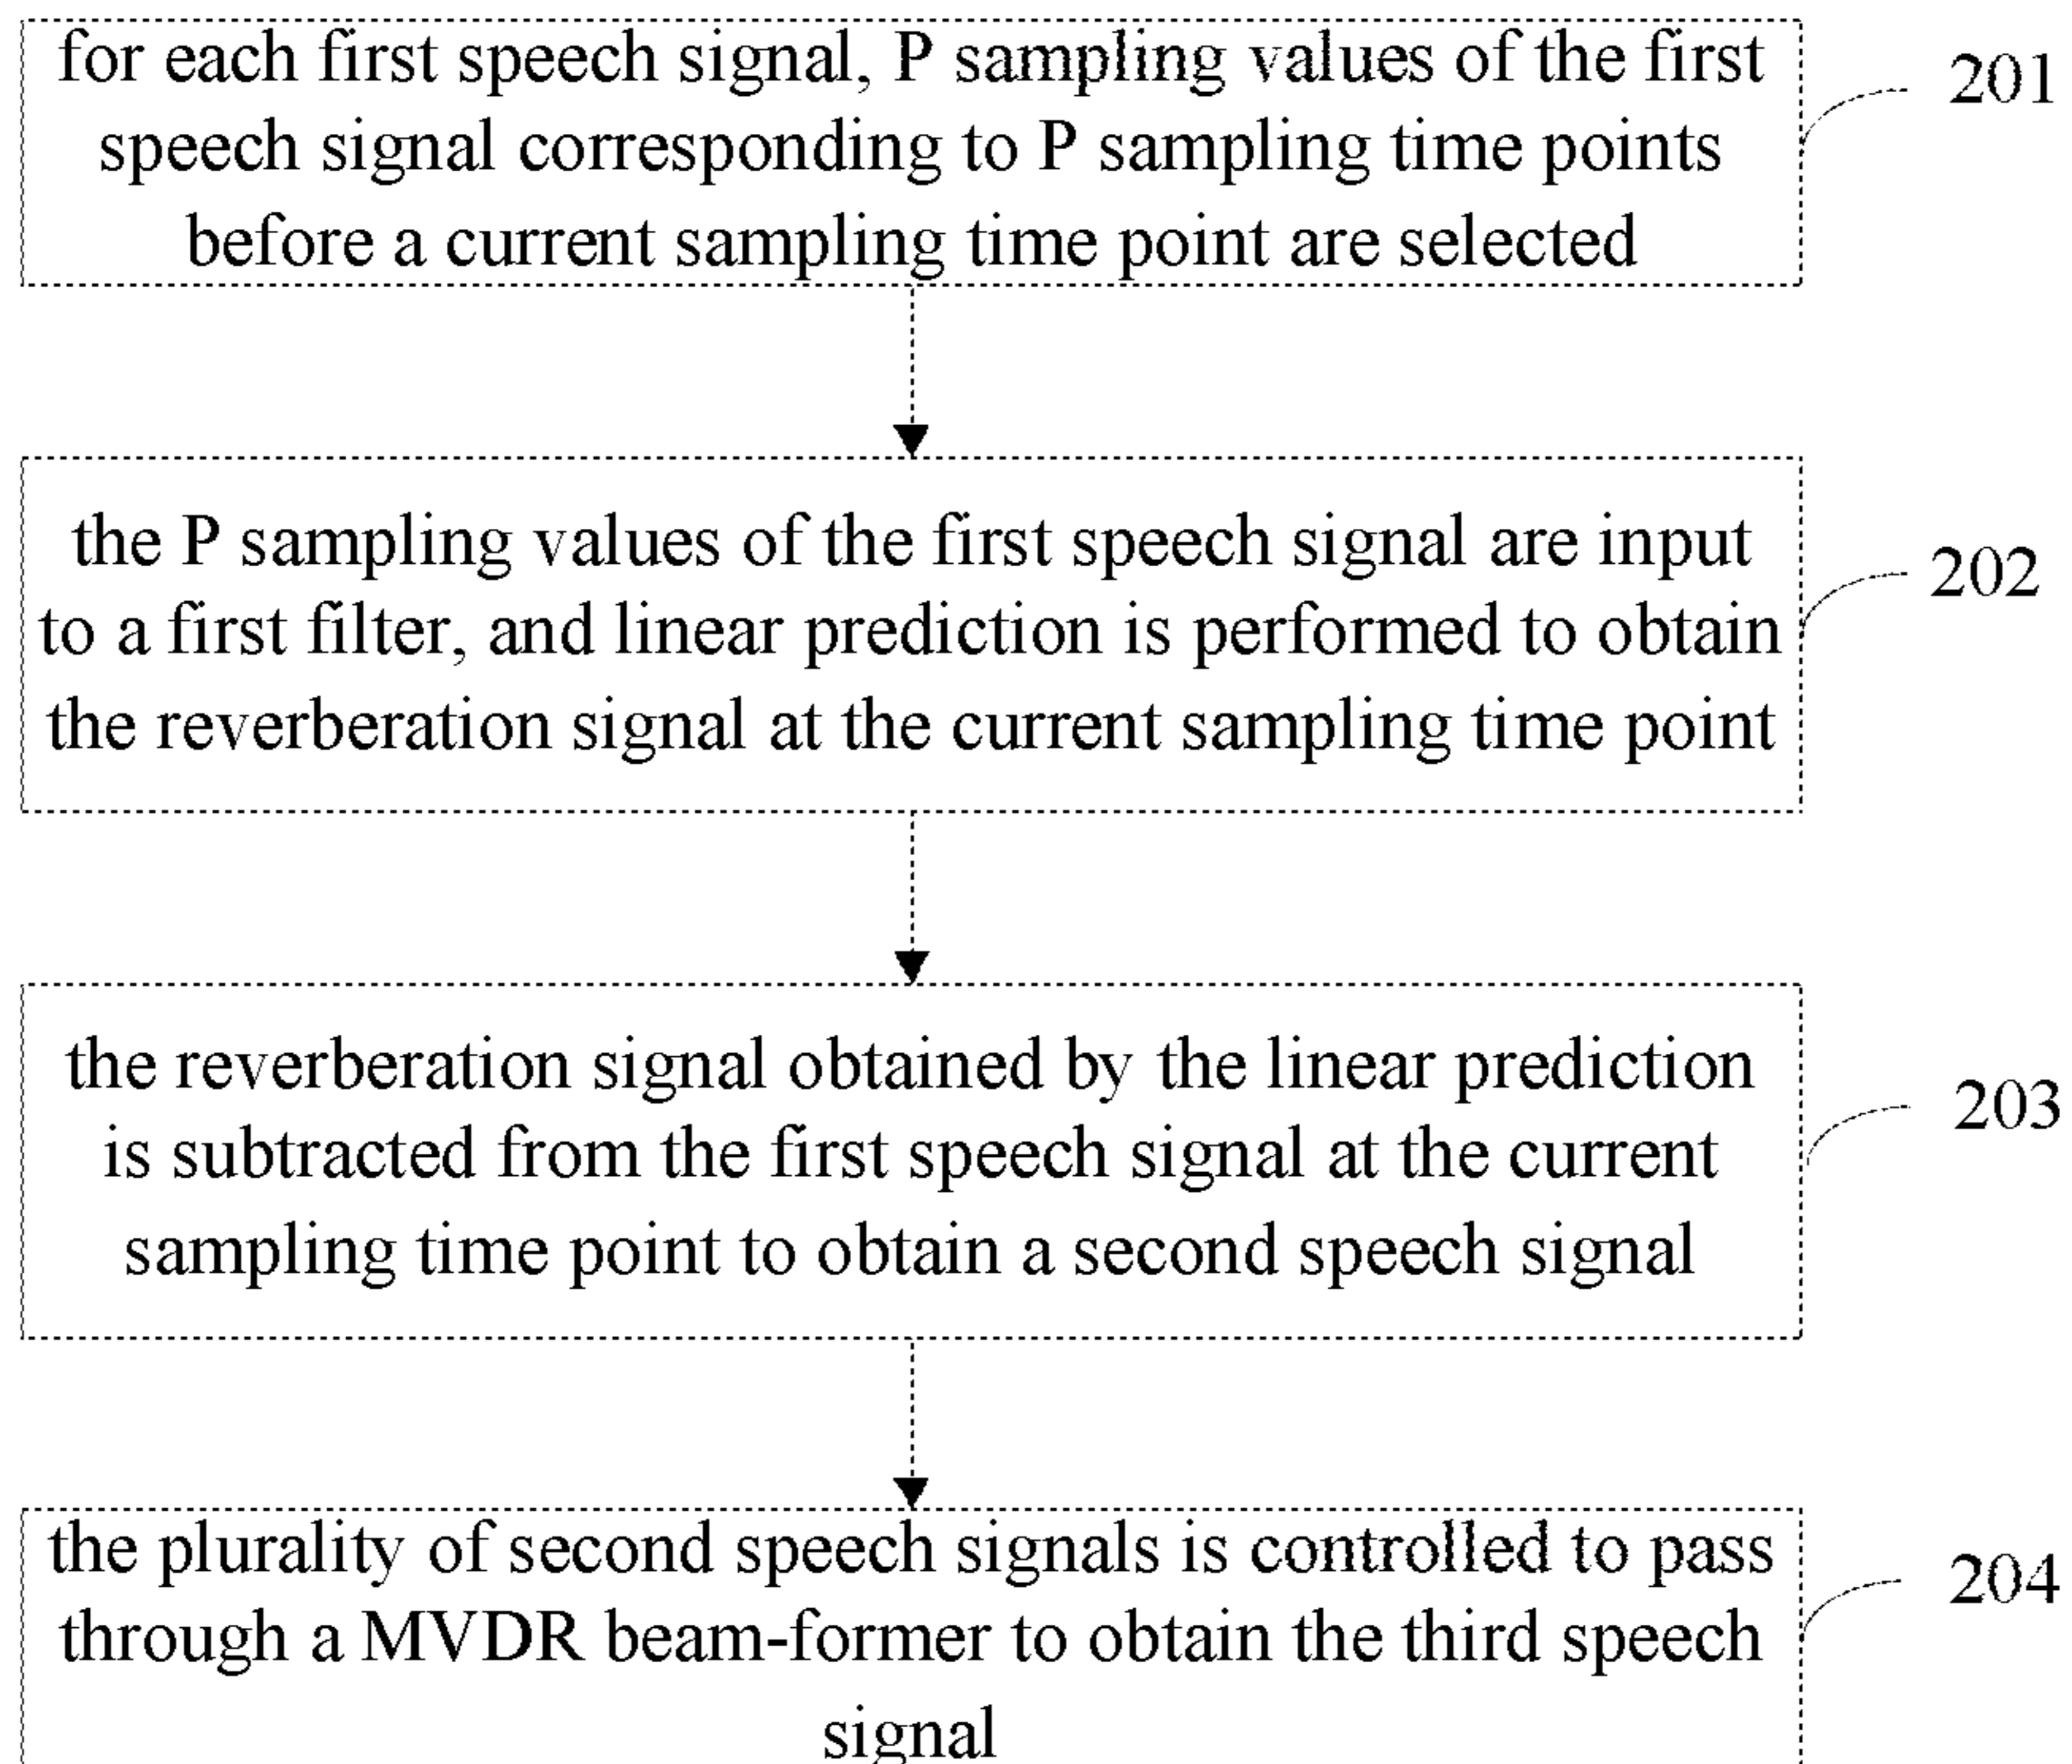 for each first speech signal, P sampling values of the first
speech signal corresponding to P sampling time points
before a current sampling time point are selected
201
the P sampling values of the first speech signal are input
to a first filter, and linear prediction is performed to obtain
the reverberation signal at the current sampling time point
202
the reverberation signal obtained by the linear prediction
is subtracted from the first speech signal at the current
sampling time point to obtain a second speech signal
203
the plurality of second speech signals is controlled to pass
through a MVDR beam-former to obtain the third speech
signal
204